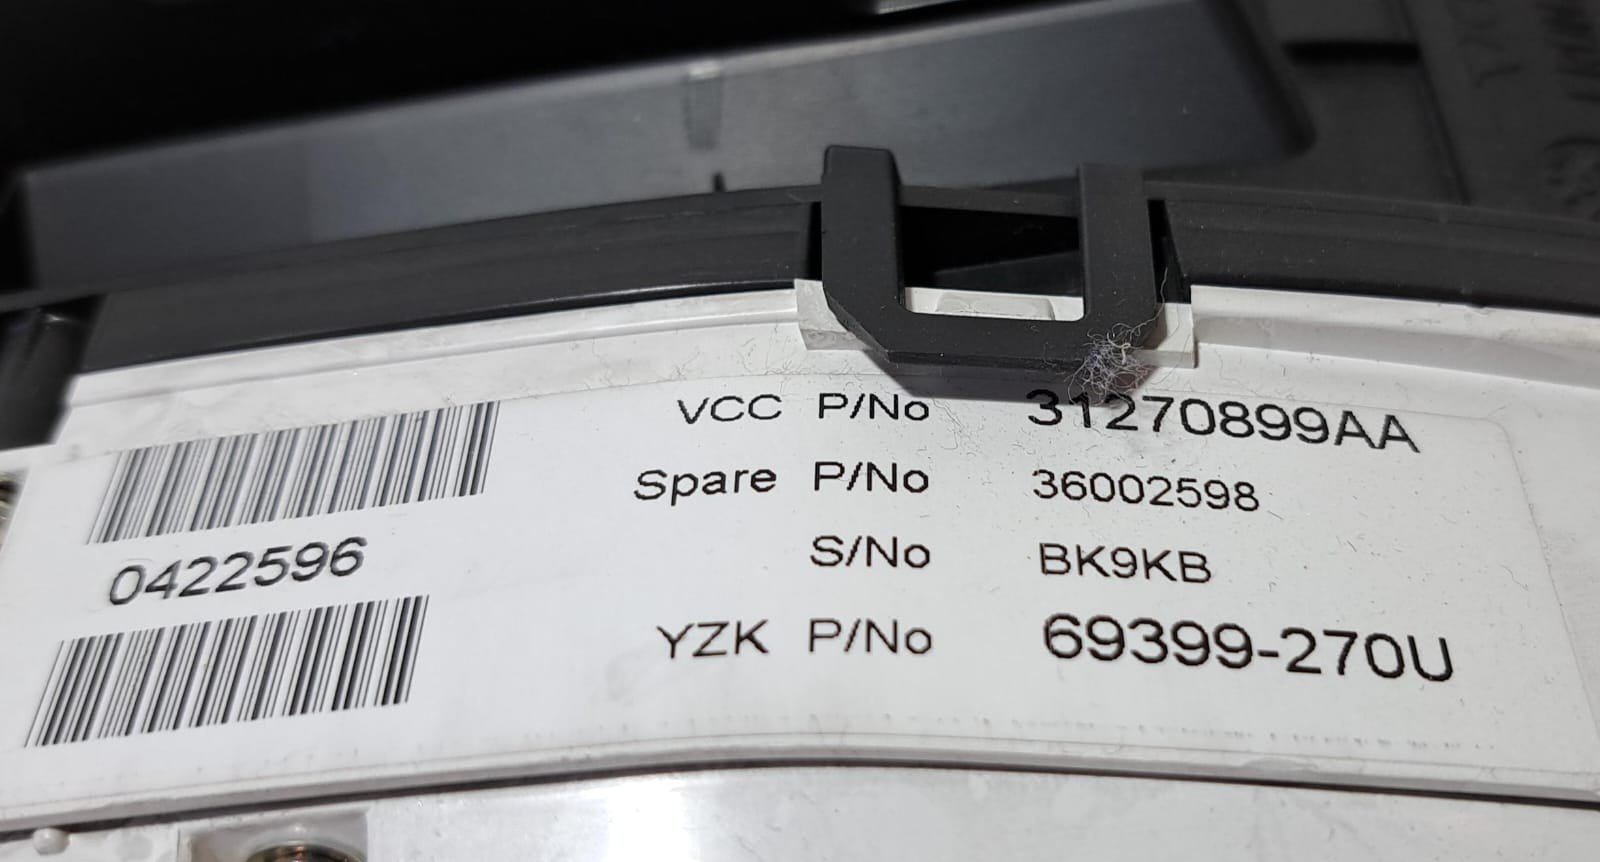 VCC P/No 31270899AA
Spare P/No 36002598
S/No BK9KB
YZK P/No 69399-270U
0422596